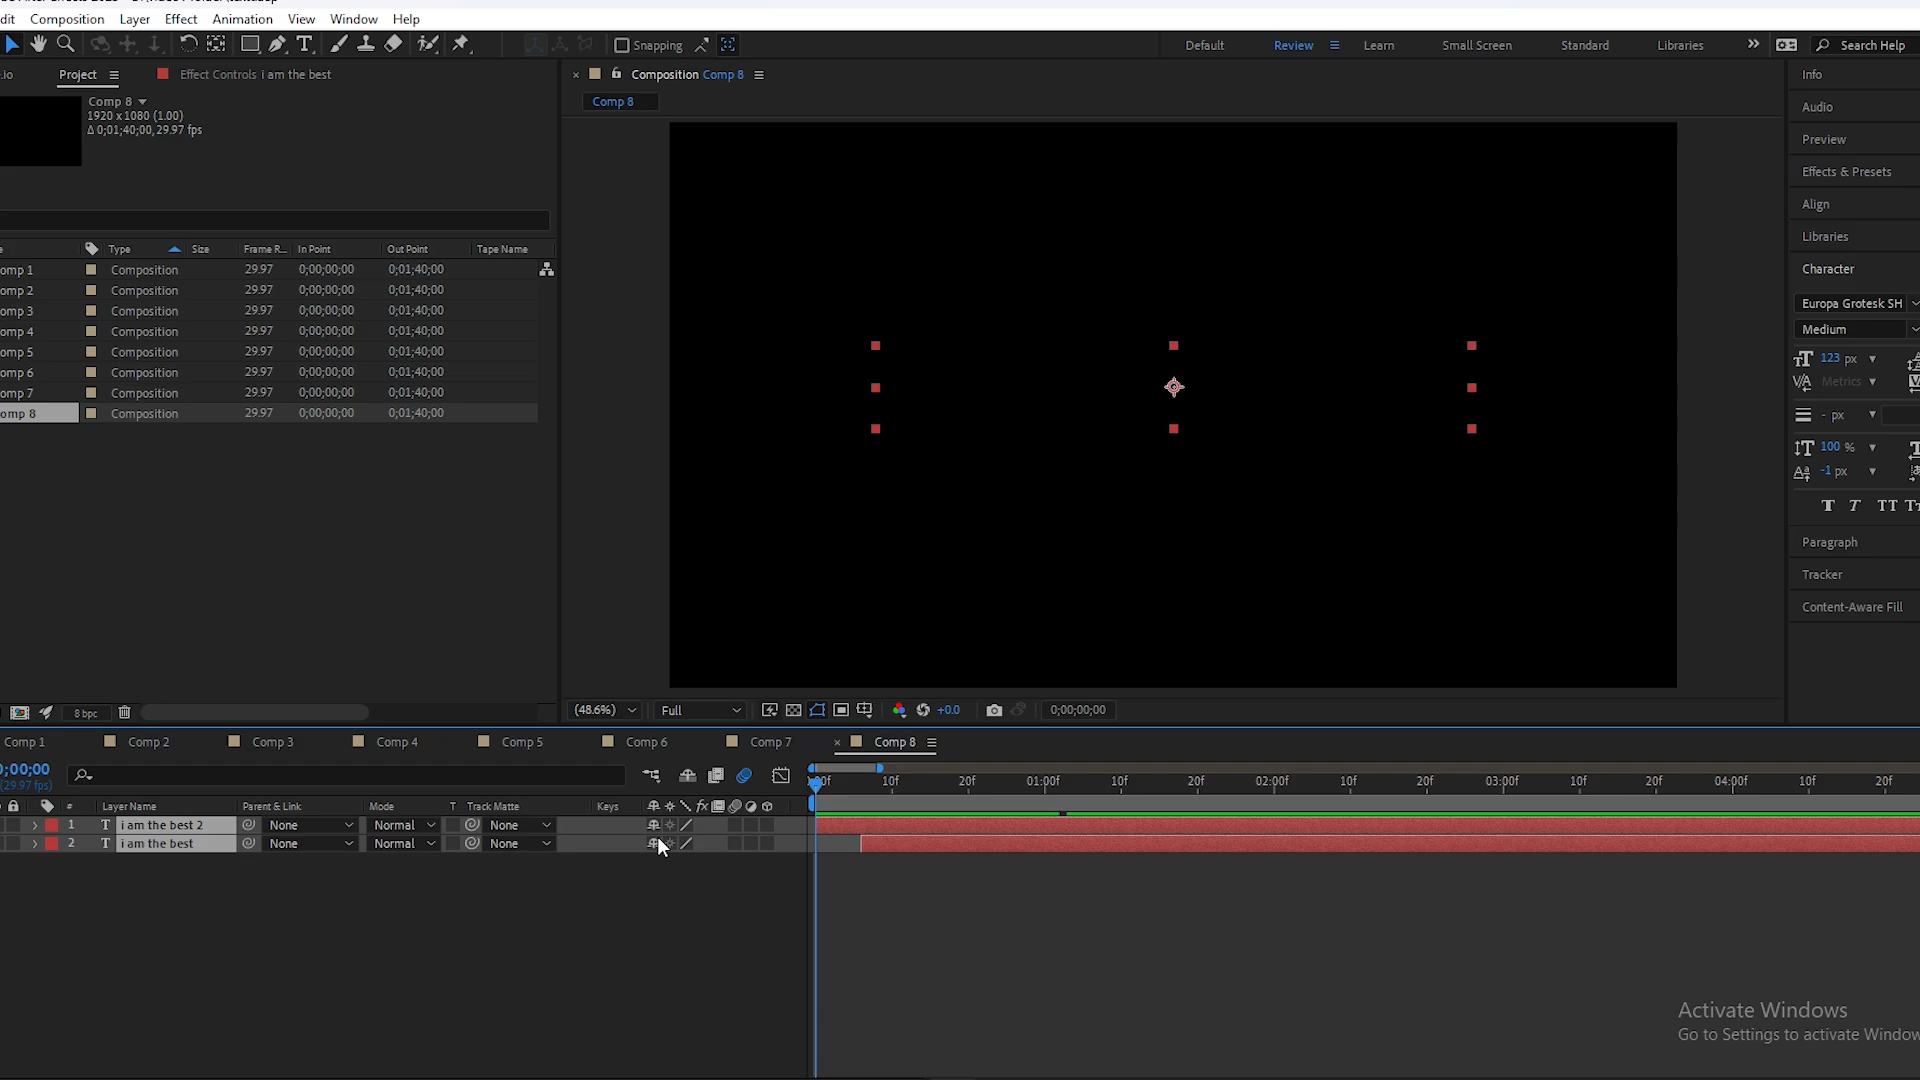 dit Composition Layer Effect Animation View Window Help
Snapping Default Review Learn Small Screen Standard Libraries Search Help
.io Project Effect Controls i am the best
Composition Comp 8
Info
Comp 8
1920 x 1080 (1.00)
Δ 0;01;40;00, 29.97 fps
Comp 8
Audio
Preview
Effects & Presets
Align
Libraries
Character
Type Size Frame R... In Point Out Point Tape Name
omp 1 Composition 29.97 0;00;00;00 0;01;40;00
omp 2 Composition 29.97 0;00;00;00 0;01;40;00
omp 3 Composition 29.97 0;00;00;00 0;01;40;00
omp 4 Composition 29.97 0;00;00;00 0;01;40;00
omp 5 Composition 29.97 0;00;00;00 0;01;40;00
omp 6 Composition 29.97 0;00;00;00 0;01;40;00
omp 7 Composition 29.97 0;00;00;00 0;01;40;00
omp 8 Composition 29.97 0;00;00;00 0;01;40;00
Europa Grotesk SH
Medium
123 px
Metrics
- px
100 %
-1 px
Paragraph
Tracker
Content-Aware Fill
8 bpc
(48.6%) Full +0.0 0;00;00;00
Comp 1 Comp 2 Comp 3 Comp 4 Comp 5 Comp 6 Comp 7 Comp 8
0;00;00
(29.97 fps)
10f 20f 01:00f 10f 20f 02:00f 10f 20f 03:00f 10f 20f 04:00f 10f 20f
# Layer Name Parent & Link Mode T Track Matte Keys
1 T i am the best 2 None Normal None
2 T i am the best None Normal None
Activate Windows
Go to Settings to activate Window